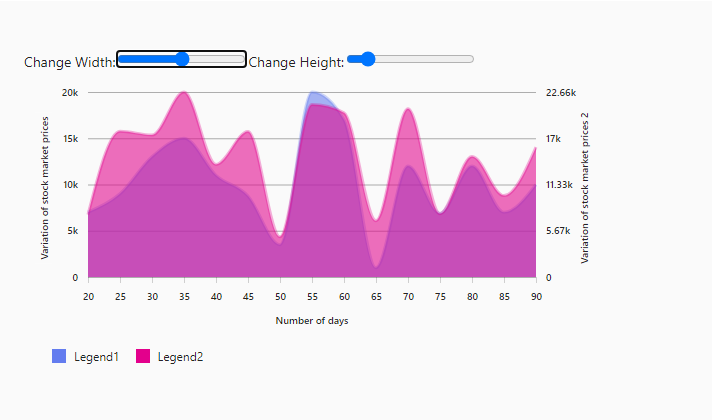 Change Width: Change Height:
20k 22.66k
15k 17k
10k 11.33k
5k 5.67k
0 0
Variation of stock market prices
Variation of stock market prices 2
20 25 30 35 40 45 50 55 60 65 70 75 80 85 90
Number of days
Legend1 Legend2